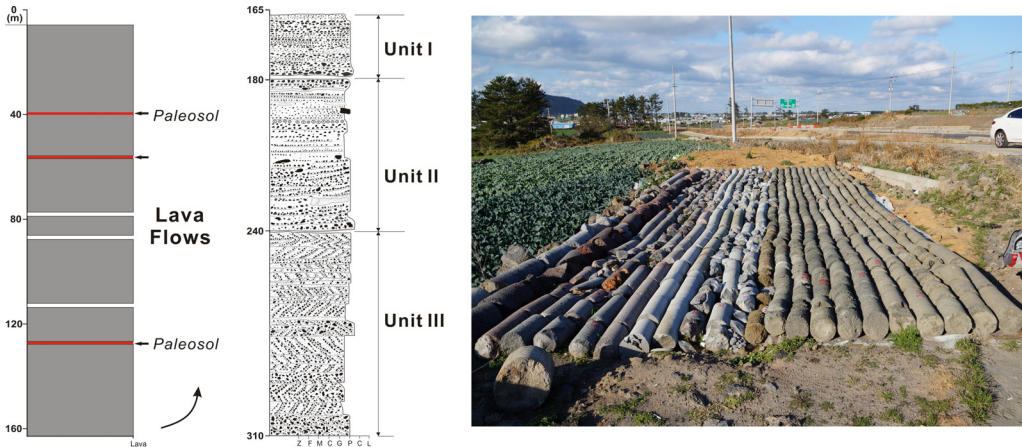 0
(m)
40
80
120
160
Paleosol
Paleosol
Lava
Flows
Lava
165
180
240
310
Unit I
Unit II
Unit III
Z F M C G P C L